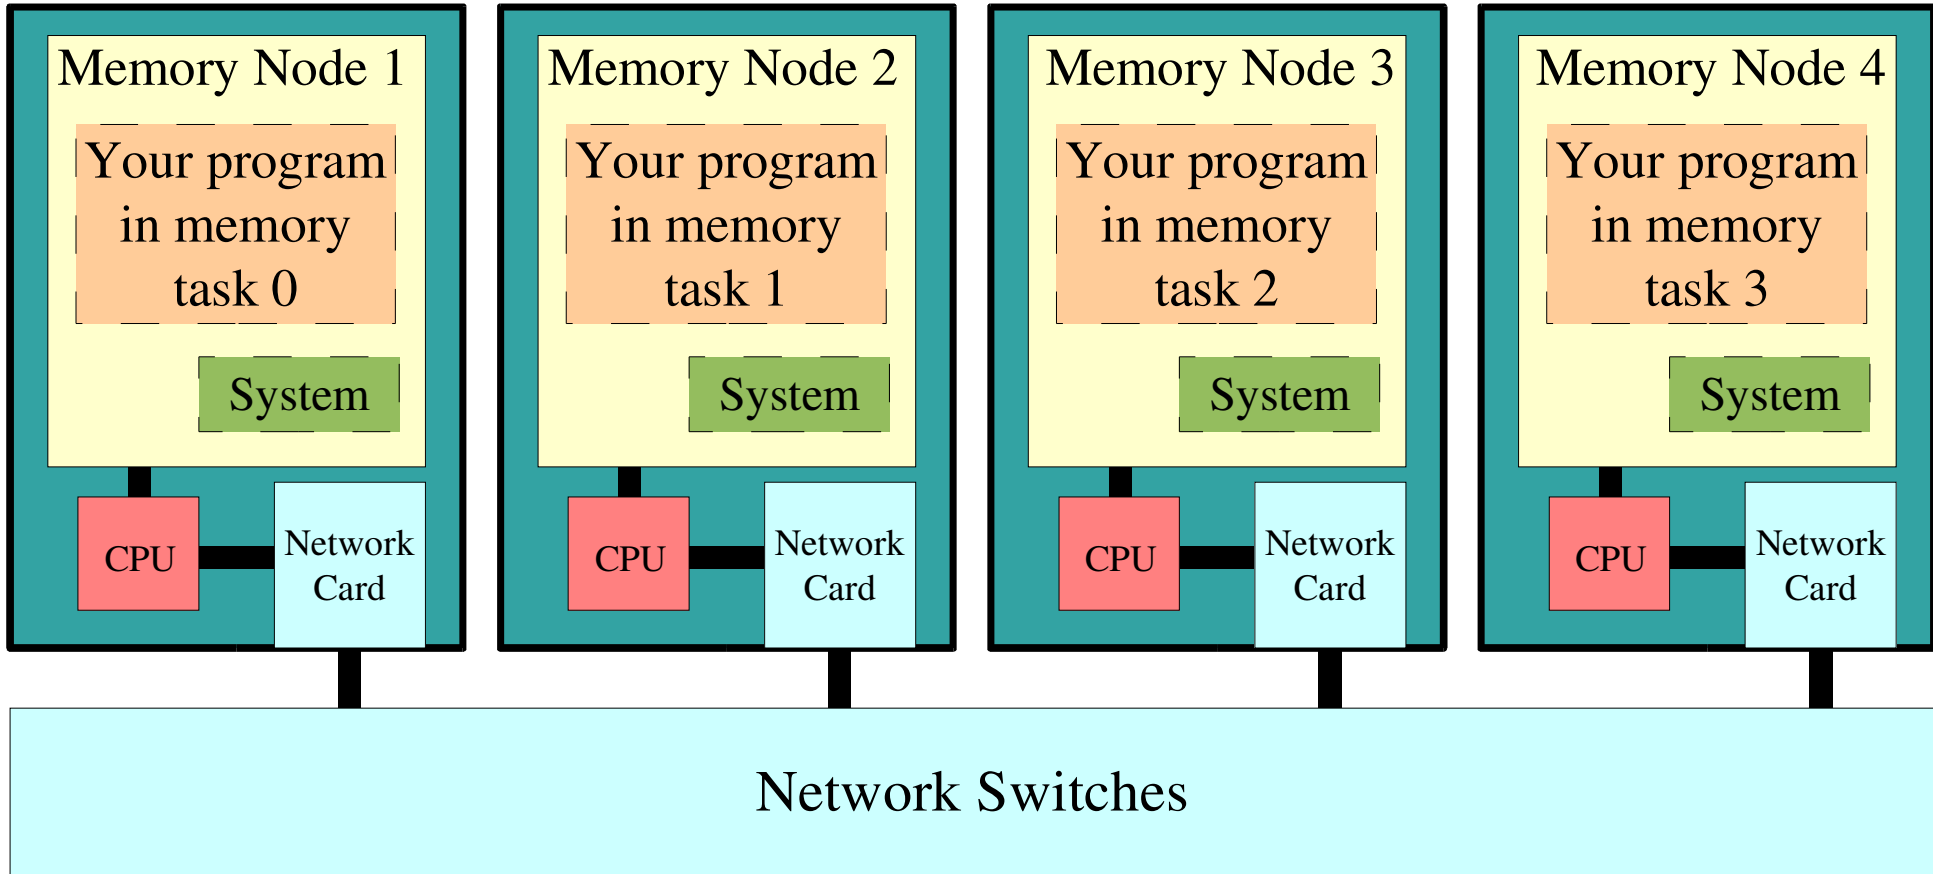 Memory Node 1
Your program
in memory
task 0
System
CPU
Network
Card
Memory Node 2
Your program
in memory
task 1
System
CPU
Network
Card
Memory Node 3
Your program
in memory
task 2
System
CPU
Network
Card
Memory Node 4
Your program
in memory
task 3
System
CPU
Network
Card
Network Switches